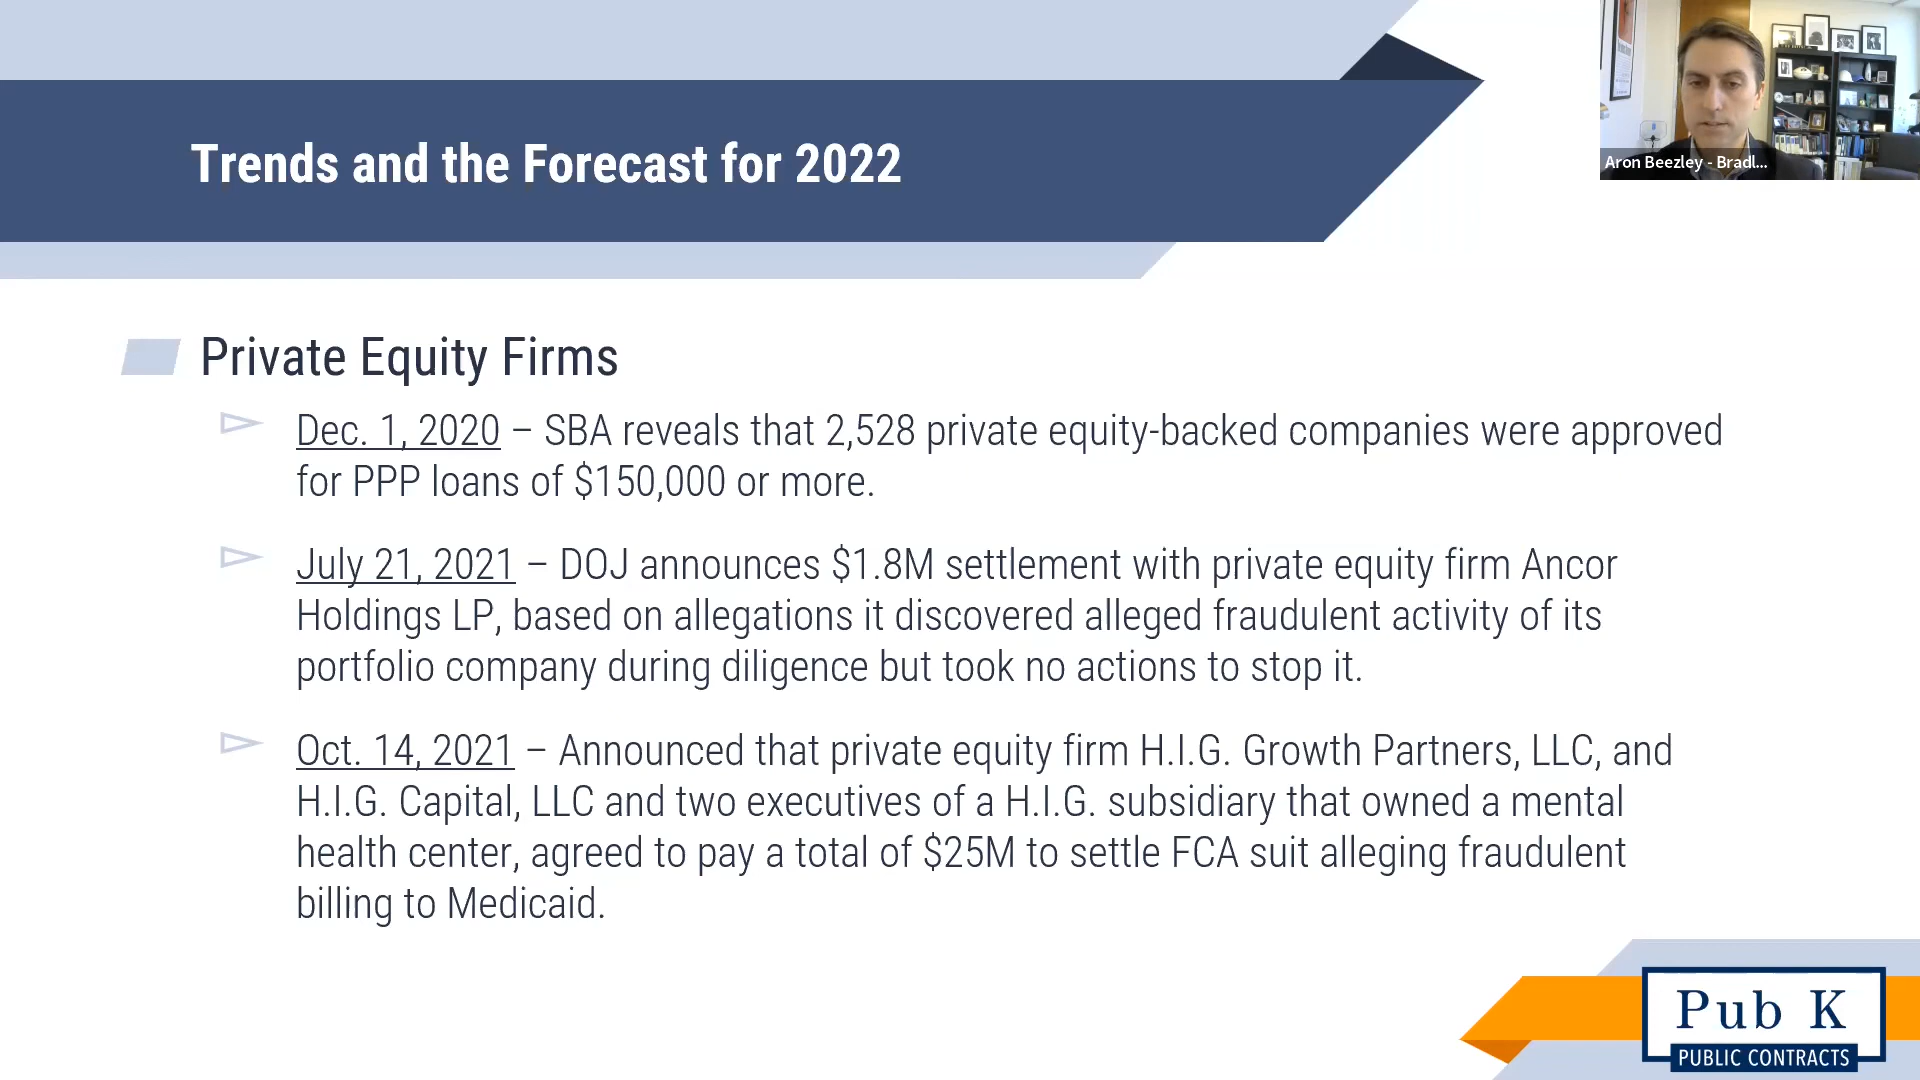 Trends and the Forecast for 2022
Aron Beezley - Bradl...
Private Equity Firms
Dec. 1, 2020 – SBA reveals that 2,528 private equity-backed companies were approved
for PPP loans of $150,000 or more.
July 21, 2021 – DOJ announces $1.8M settlement with private equity firm Ancor
Holdings LP, based on allegations it discovered alleged fraudulent activity of its
portfolio company during diligence but took no actions to stop it.
Oct. 14, 2021 – Announced that private equity firm H.I.G. Growth Partners, LLC, and
H.I.G. Capital, LLC and two executives of a H.I.G. subsidiary that owned a mental
health center, agreed to pay a total of $25M to settle FCA suit alleging fraudulent
billing to Medicaid.
Pub K
PUBLIC CONTRACTS